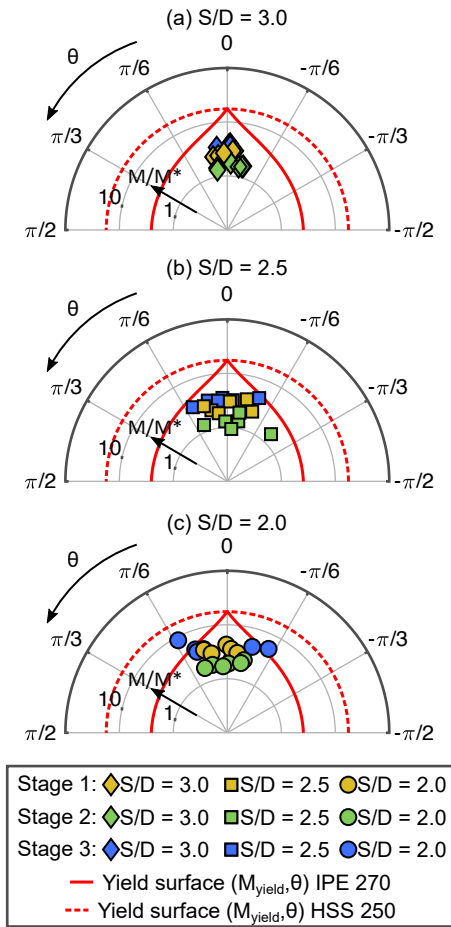 (a) S/D = 3.0
0
θ
π/6
-π/6
π/3
-π/3
M/M*
10
1
π/2
-π/2
(b) S/D = 2.5
0
θ
π/6
-π/6
π/3
-π/3
M/M*
10
1
π/2
-π/2
(c) S/D = 2.0
0
θ
π/6
-π/6
π/3
-π/3
M/M*
10
1
π/2
-π/2
Stage 1: S/D = 3.0 S/D = 2.5 S/D = 2.0
Stage 2: S/D = 3.0 S/D = 2.5 S/D = 2.0
Stage 3: S/D = 3.0 S/D = 2.5 S/D = 2.0
Yield surface (M_yield,θ) IPE 270
Yield surface (M_yield,θ) HSS 250